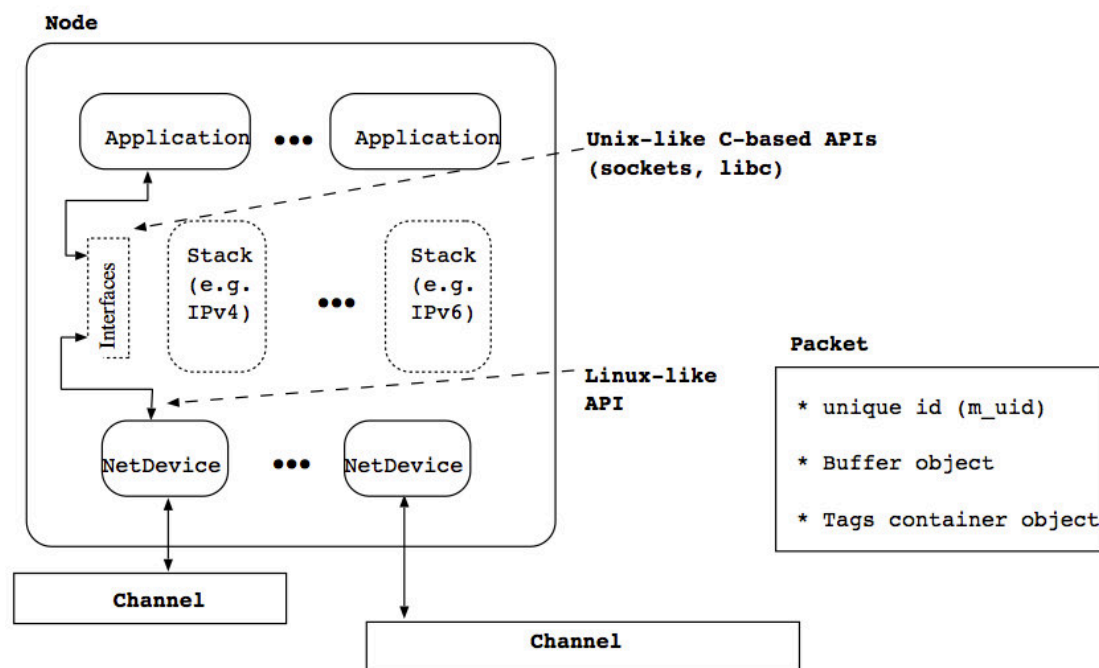 Node
Application
Application
Unix-like C-based APIs
(sockets, libc)
Interfaces
Stack
(e.g.
IPv4)
Stack
(e.g.
IPv6)
Linux-like
API
NetDevice
NetDevice
Channel
Channel
Packet
* unique id (m_uid)
* Buffer object
* Tags container object